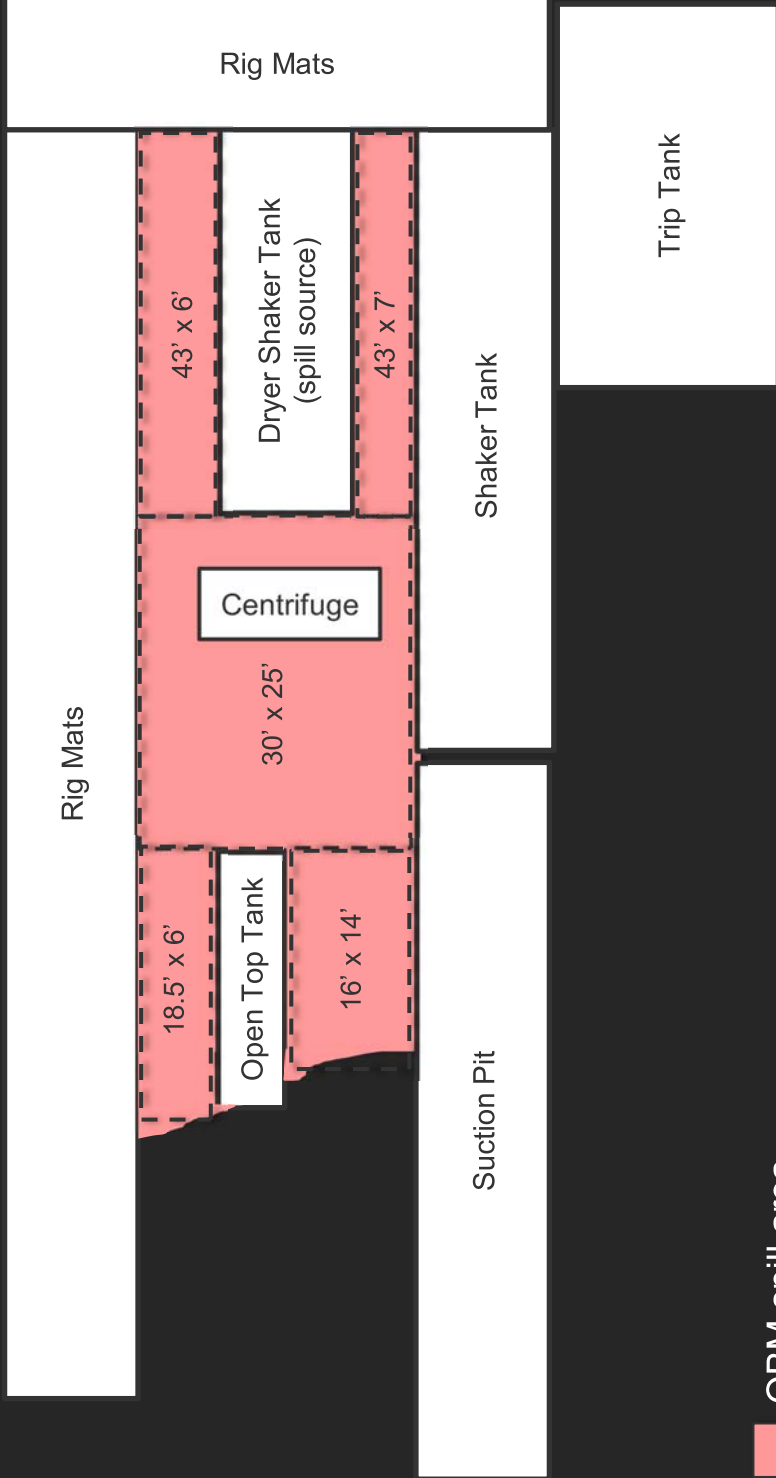 Rig Mats
Trip Tank
43’ x 6’
Dryer Shaker Tank
(spill source)
43’ x 7’
Shaker Tank
Centrifuge
30’ x 25’
Rig Mats
18.5’ x 6’
Open Top Tank
16’ x 14’
Suction Pit